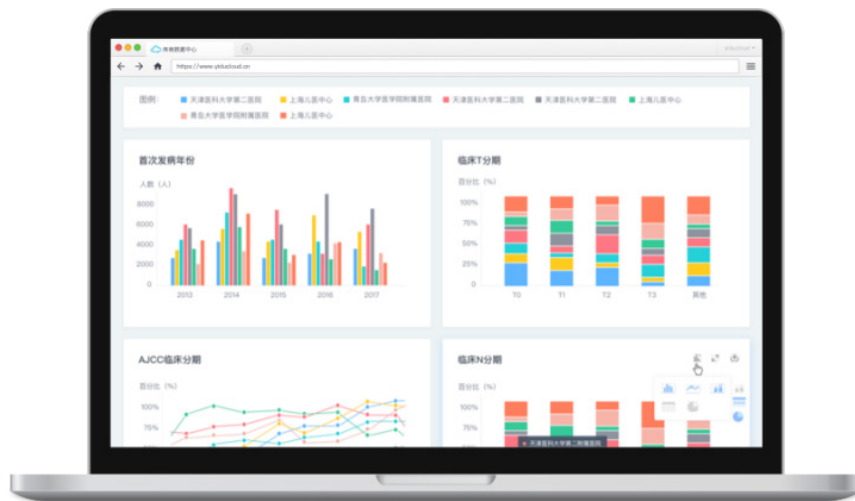 https://www.yiducloud.cn
图例: 天津医科大学第二医院 上海儿医中心 青岛大学医学院附属医院 天津医科大学第二医院 天津医科大学第二医院 上海儿医中心
青岛大学医学院附属医院 上海儿医中心
首次发病年份
人数 (人)
8000
6000
4000
2000
0
2013 2014 2015 2016 2017
临床T分期
百分比 (%)
100%
75%
50%
25%
0
T0 T1 T2 T3 其他
AJCC临床分期
百分比 (%)
100%
75%
临床N分期
百分比 (%)
100%
75%
天津医科大学第二附属医院